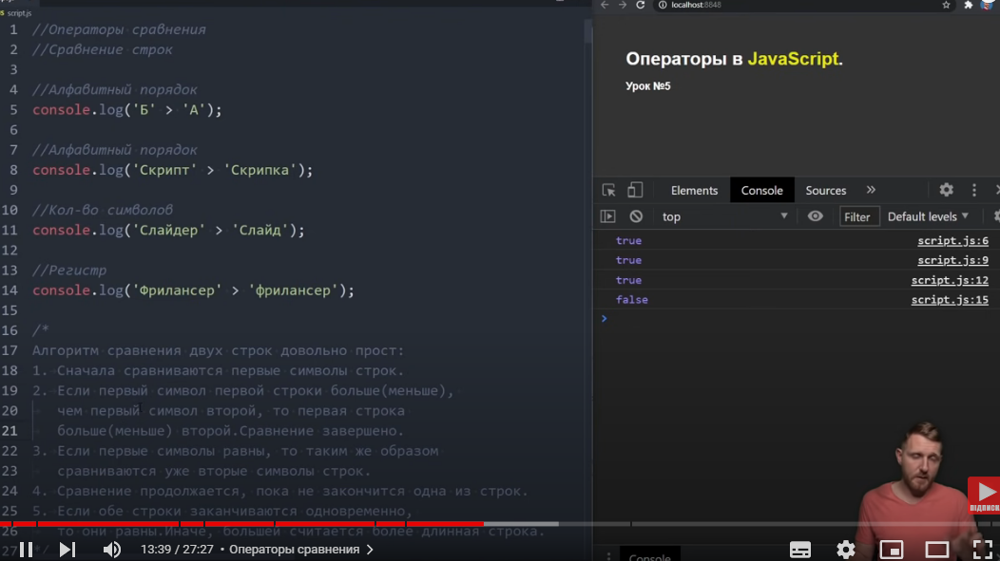 script.js
1 //Операторы сравнения
2 //Сравнение строк
3
4 //Алфавитный порядок
5 console.log('Б' > 'А');
6
7 //Алфавитный порядок
8 console.log('Скрипт' > 'Скрипка');
9
10 //Кол-во символов
11 console.log('Слайдер' > 'Слайд');
12
13 //Регистр
14 console.log('Фрилансер' > 'фрилансер');
15
16 /*
17 Алгоритм сравнения двух строк довольно прост:
18 1. Сначала сравниваются первые символы строк.
19 2. Если первый символ первой строки больше(меньше),
20 чем первый символ второй, то первая строка
21 больше(меньше) второй.Сравнение завершено.
22 3. Если первые символы равны, то таким же образом
23 сравниваются уже вторые символы строк.
24 4. Сравнение продолжается, пока не закончится одна из строк.
25 5. Если обе строки заканчиваются одновременно,
26 то они равны.Иначе, большей считается более длинная строка.
27 */
localhost:8848
Операторы в JavaScript.
Урок №5
Elements Console Sources »
top Filter Default levels
true script.js:6
true script.js:9
true script.js:12
false script.js:15
Console
ПІДПИСК
13:39 / 27:27 • Операторы сравнения